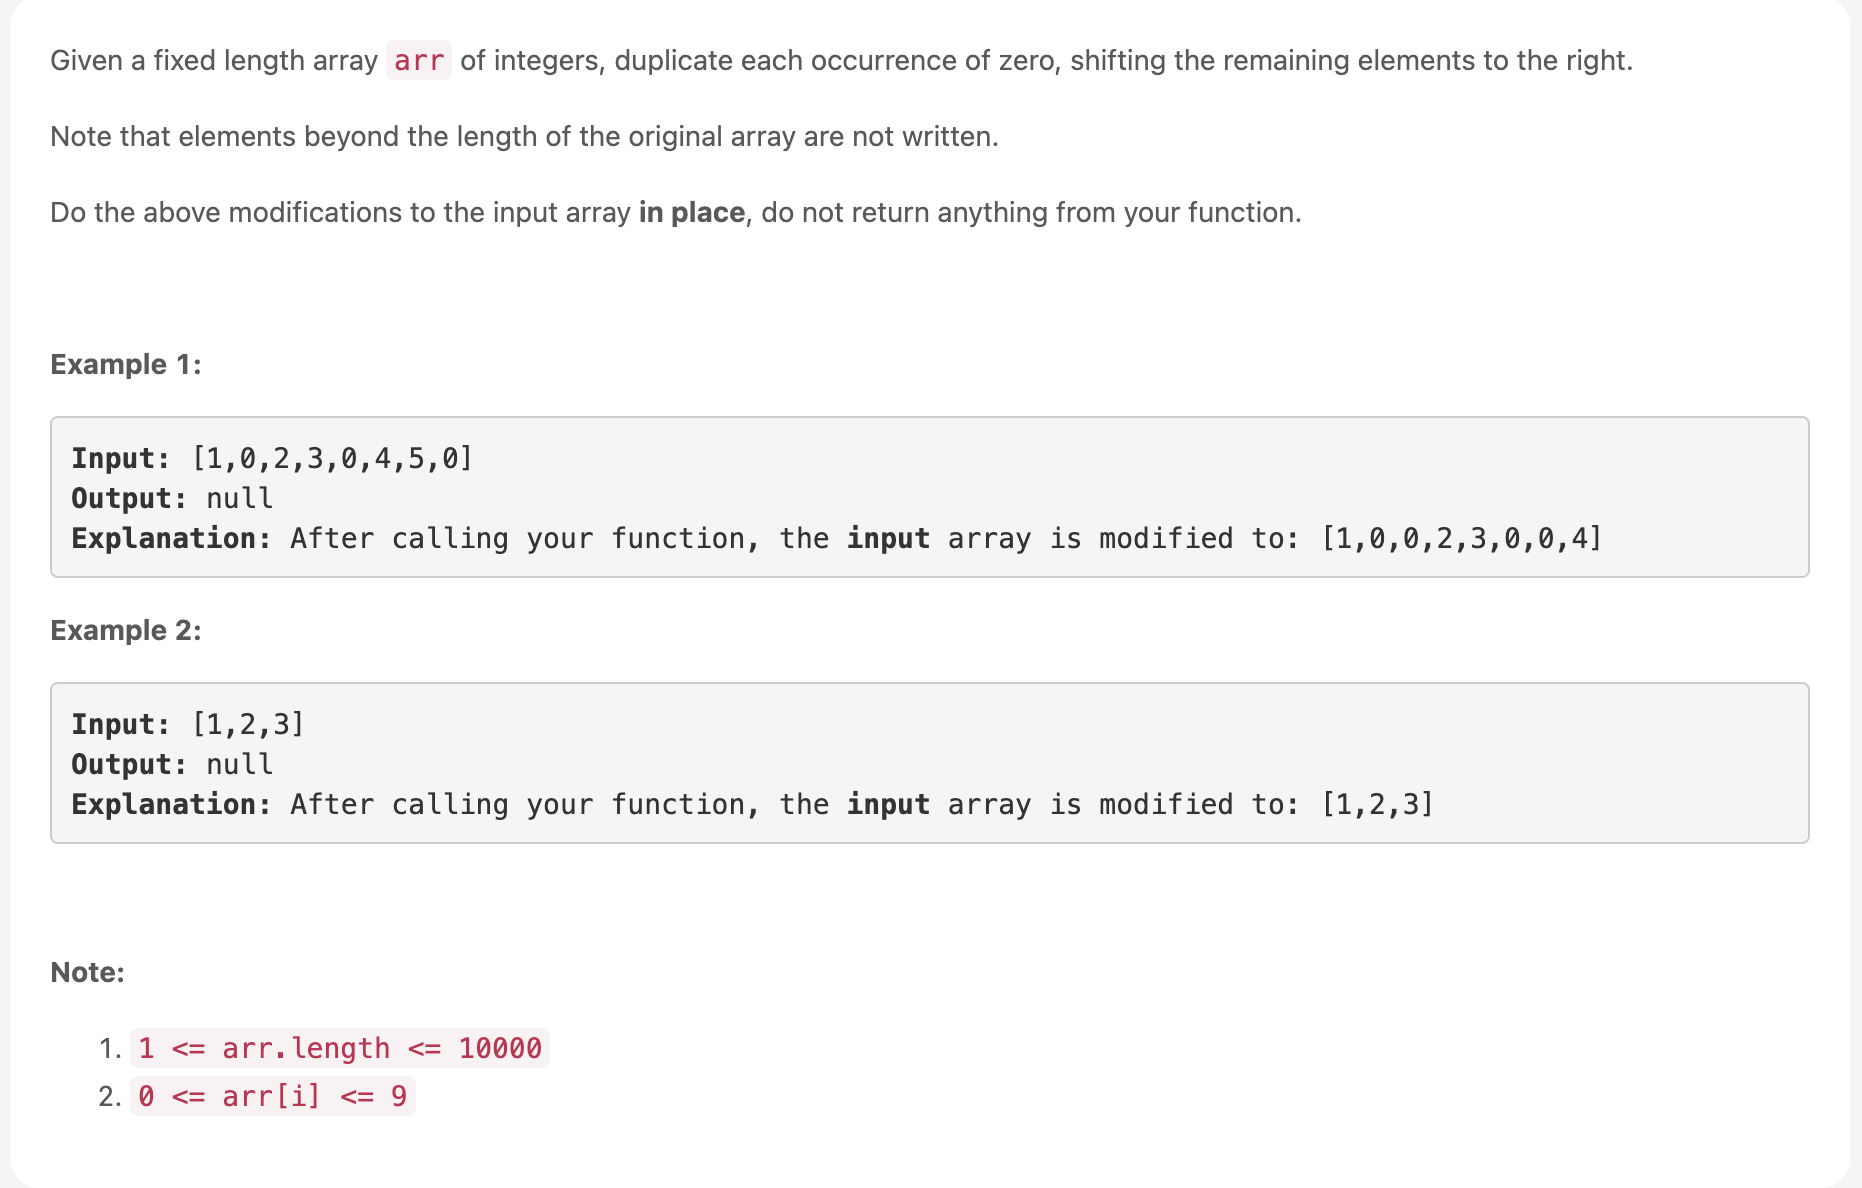 Given a fixed length array arr of integers, duplicate each occurrence of zero, shifting the remaining elements to the right.
Note that elements beyond the length of the original array are not written.
Do the above modifications to the input array in place, do not return anything from your function.
Example 1:
Input: [1,0,2,3,0,4,5,0]
Output: null
Explanation: After calling your function, the input array is modified to: [1,0,0,2,3,0,0,4]
Example 2:
Input: [1,2,3]
Output: null
Explanation: After calling your function, the input array is modified to: [1,2,3]
Note:
1. 1 <= arr.length <= 10000
2. 0 <= arr[i] <= 9